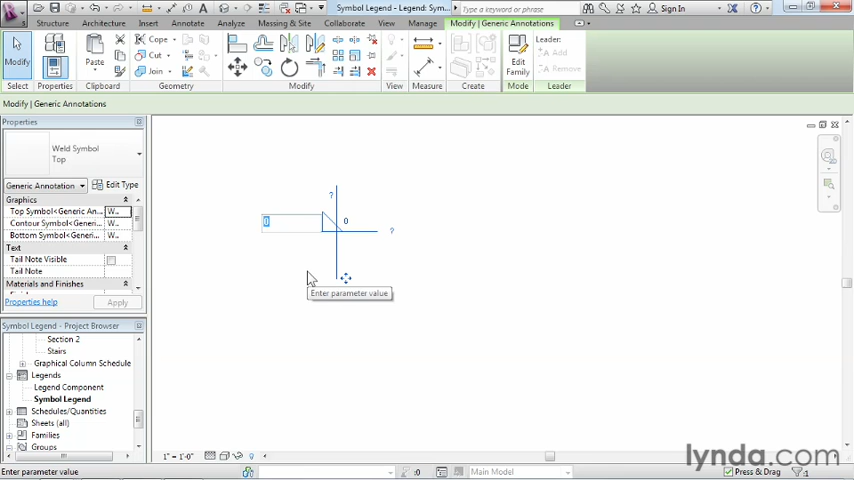 Symbol Legend - Legend: Sym...
Type a keyword or phrase
Sign In
Structure Architecture Insert Annotate Analyze Massing & Site Collaborate View Manage Modify | Generic Annotations
Modify
Paste
Cope
Cut
Join
Edit
Family
Leader:
Add
Remove
Select Properties Clipboard Geometry Modify View Measure Create Mode Leader
Modify | Generic Annotations
Properties
Weld Symbol
Top
Generic Annotation
Edit Type
Graphics
Top Symbol<Generic An... W..
Contour Symbol<Generi... W..
Bottom Symbol<Generic... W..
Text
Tail Note Visible
Tail Note
Materials and Finishes
Properties help
Apply
Symbol Legend - Project Browser
Section 2
Stairs
Graphical Column Schedule
Legends
Legend Component
Symbol Legend
Schedules/Quantities
Sheets (all)
Families
Groups
?
0
0
?
Enter parameter value
1" = 1'-0"
lynda.com
Enter parameter value
:0
Main Model
Press & Drag
:1